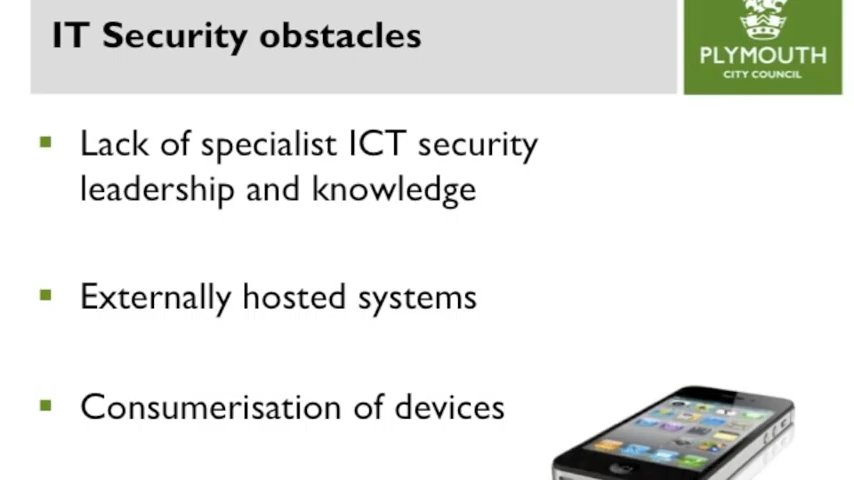 IT Security obstacles
PLYMOUTH
CITY COUNCIL
Lack of specialist ICT security
leadership and knowledge
Externally hosted systems
Consumerisation of devices